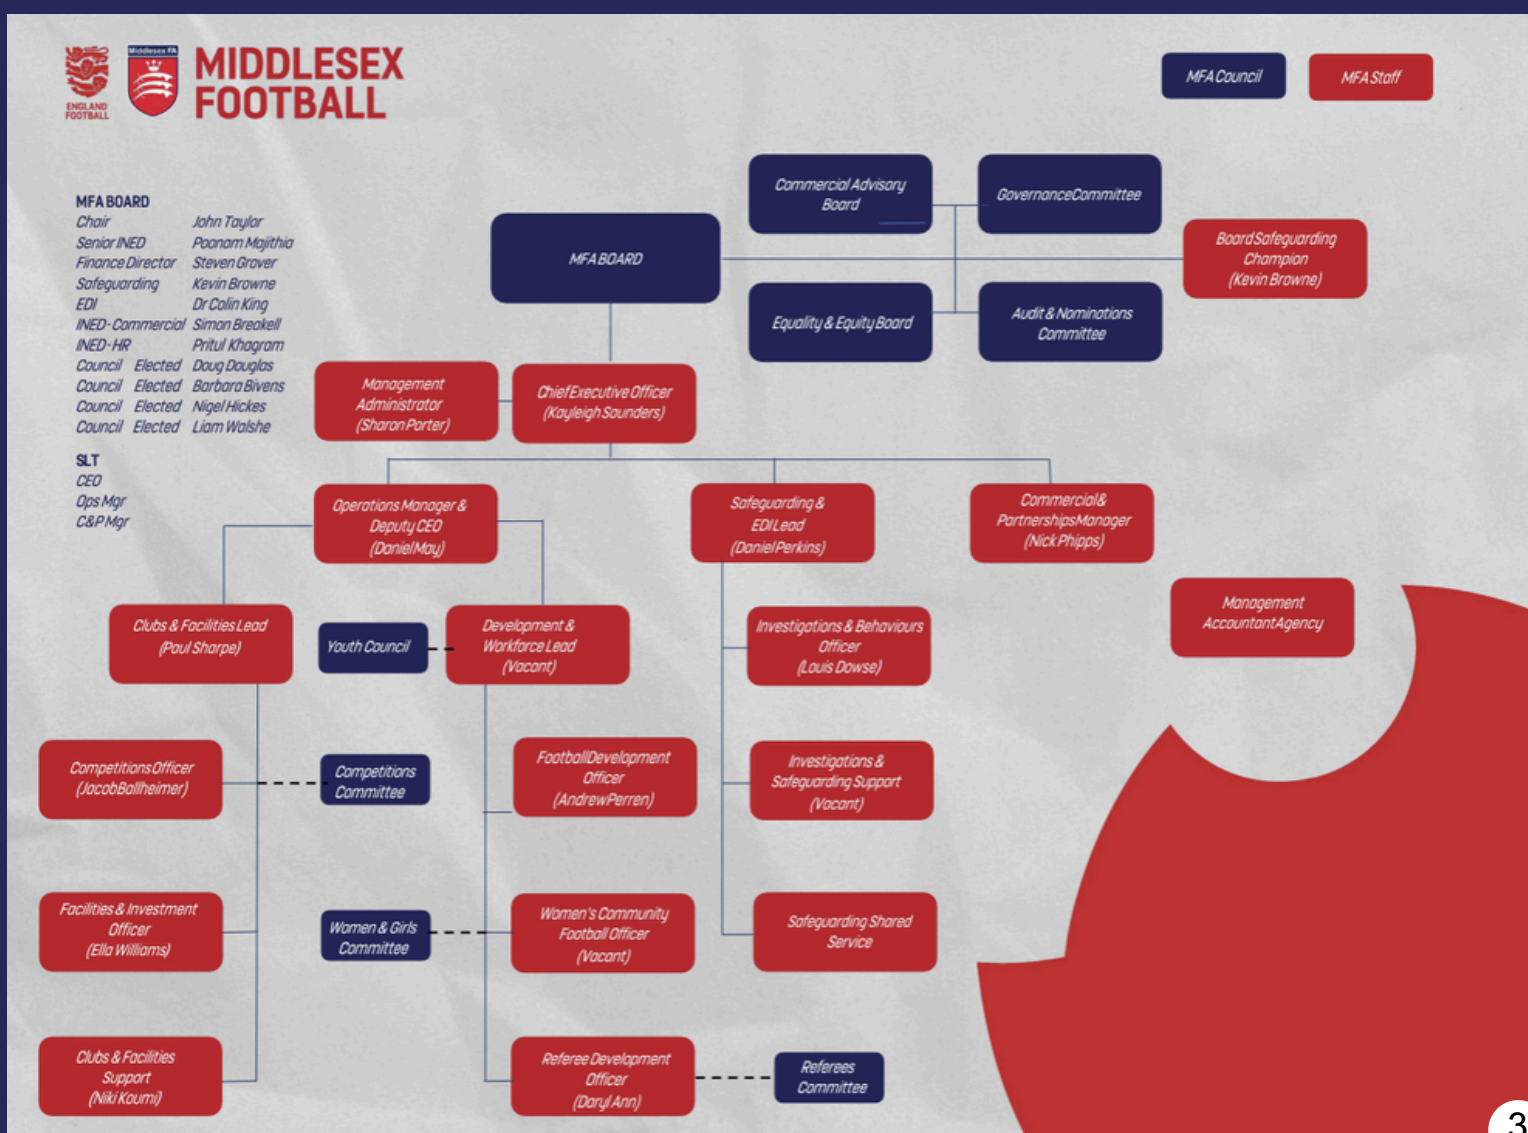 ENGLAND
FOOTBALL
Middlesex FA
MIDDLESEX
FOOTBALL
MFA Council
MFA Staff
MFA BOARD
Chair John Taylor
Senior INED Poonam Majithia
Finance Director Steven Grover
Safeguarding Kevin Browne
EDI Dr Colin King
INED - Commercial Simon Breakell
INED - HR Pritul Khagram
Council Elected Doug Douglas
Council Elected Barbara Bivens
Council Elected Nigel Hickes
Council Elected Liam Walshe
SLT
CEO
Ops Mgr
C&P Mgr
Commercial Advisory
Board
Governance Committee
MFA BOARD
Board Safeguarding
Champion
(Kevin Browne)
Equality & Equity Board
Audit & Nominations
Committee
Management
Administrator
(Sharon Porter)
Chief Executive Officer
(Kayleigh Saunders)
Operations Manager &
Deputy CEO
(Daniel May)
Safeguarding &
EDI Lead
(Daniel Perkins)
Commercial &
Partnerships Manager
(Nick Phipps)
Management
Accountant Agency
Clubs & Facilities Lead
(Paul Sharpe)
Youth Council
Development &
Workforce Lead
(Vacant)
Investigations & Behaviours
Officer
(Louis Dowse)
Competitions Officer
(Jacob Ballheimer)
Competitions
Committee
Football Development
Officer
(Andrew Perren)
Investigations &
Safeguarding Support
(Vacant)
Facilities & Investment
Officer
(Ella Williams)
Women & Girls
Committee
Women's Community
Football Officer
(Vacant)
Safeguarding Shared
Service
Clubs & Facilities
Support
(Niki Koumi)
Referee Development
Officer
(Daryl Ann)
Referees
Committee
3